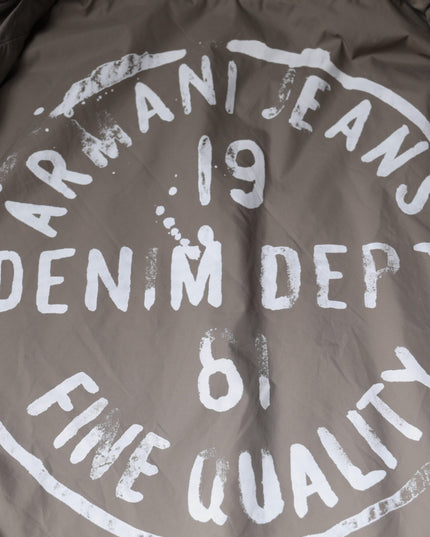 ARMANI JEANS
19
DENIM DEPT
61
FINE QUALITY